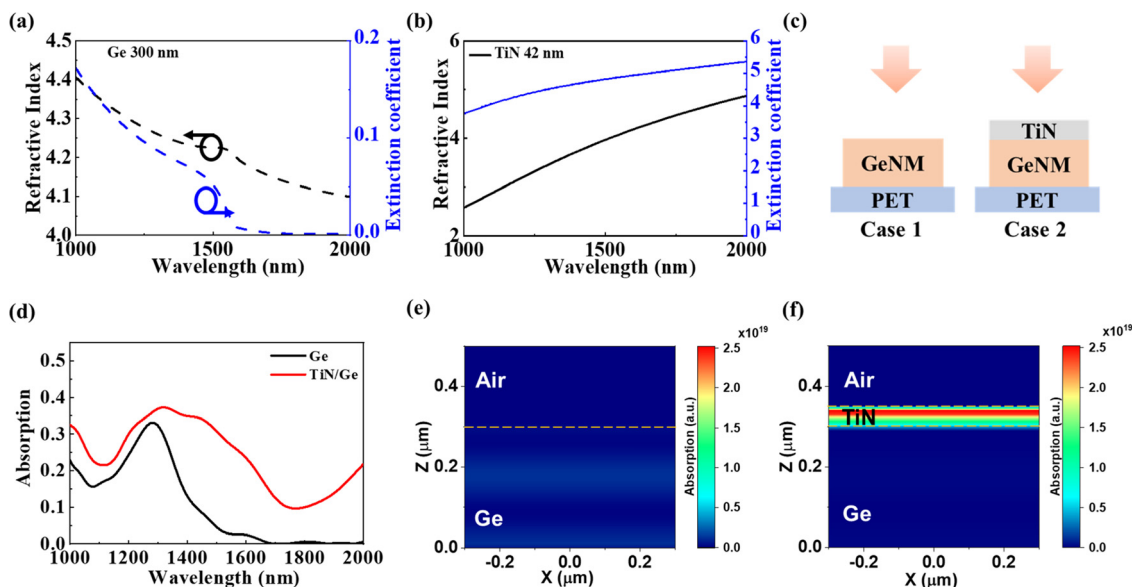 (a)
Ge 300 nm
4.5
4.4
4.3
4.2
4.1
4.0
Refractive Index
0.2
0.1
0.0
Extinction coefficient
1000 1500 2000
Wavelength (nm)
(b)
TiN 42 nm
6
4
2
Refractive Index
6
5
4
3
2
1
0
Extinction coefficient
1000 1500 2000
Wavelength (nm)
(c)
GeNM
PET
Case 1
TiN
GeNM
PET
Case 2
(d)
Ge
TiN/Ge
0.5
0.4
0.3
0.2
0.1
0.0
Absorption
1000 1200 1400 1600 1800 2000
Wavelength (nm)
(e)
Air
Ge
0.4
0.2
0.0
Z (μm)
-0.2 0.0 0.2
X (μm)
x10¹⁹
2.5
2.0
1.5
1.0
0.0
Absorption (a.u.)
(f)
Air
TiN
Ge
0.4
0.2
0.0
Z (μm)
-0.2 0.0 0.2
X (μm)
x10¹⁹
2.5
2.0
1.5
1.0
0.0
Absorption (a.u.)